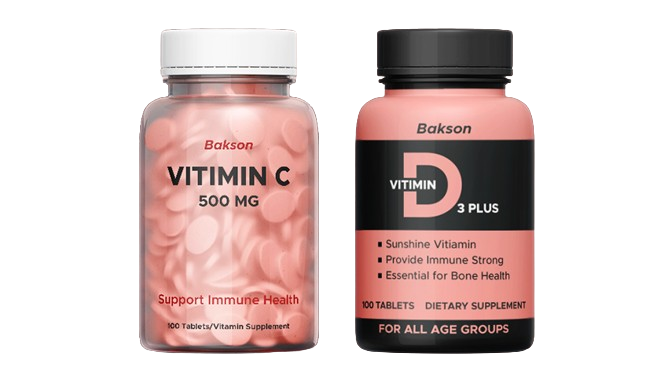 Bakson
VITIMIN C
500 MG
Support Immune Health
100 Tablets/Vitamin Supplement
Bakson
VITIMIN D
3 PLUS
Sunshine Vitiamin
Provide Immune Strong
Essential for Bone Health
100 TABLETS DIETARY SUPPLEMENT
FOR ALL AGE GROUPS